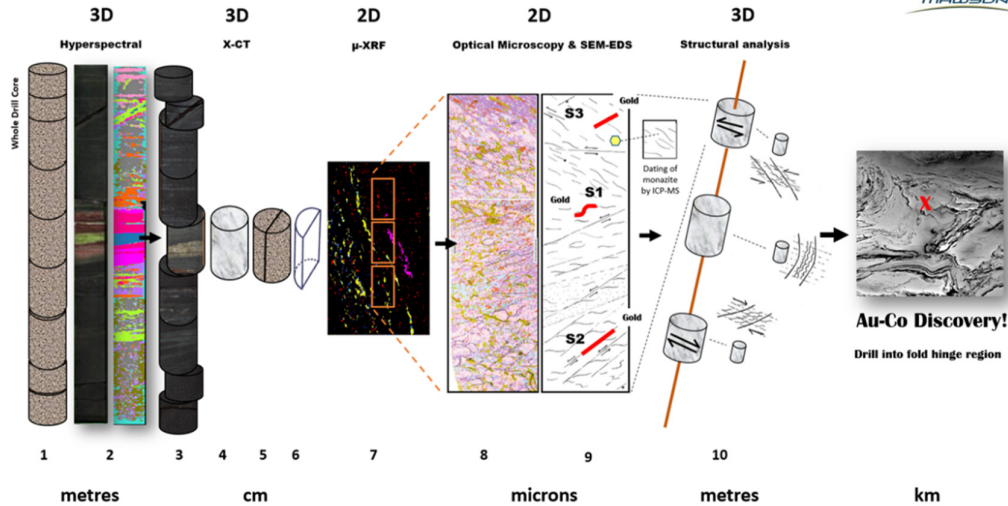 MAWSON
3D
3D
2D
2D
3D
Hyperspectral
X-CT
µ-XRF
Optical Microscopy & SEM-EDS
Structural analysis
Whole Drill Core
Gold
S3
Dating of
monazite
by ICP-MS
S1
Gold
Gold
S2
X
Au-Co Discovery!
Drill into fold hinge region
1
2
3
4
5
6
7
8
9
10
metres
cm
microns
metres
km